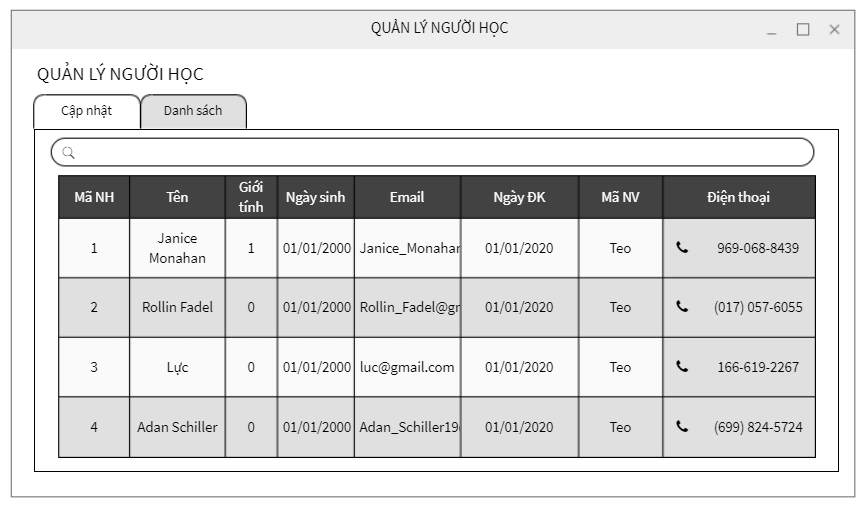 QUẢN LÝ NGƯỜI HỌC
QUẢN LÝ NGƯỜI HỌC
Cập nhật Danh sách
Mã NH Tên Giới tính Ngày sinh Email Ngày ĐK Mã NV Điện thoại
1 Janice Monahan 1 01/01/2000 Janice_Monahan 01/01/2020 Teo 969-068-8439
2 Rollin Fadel 0 01/01/2000 Rollin_Fadel@gr 01/01/2020 Teo (017) 057-6055
3 Lực 0 01/01/2000 luc@gmail.com 01/01/2020 Teo 166-619-2267
4 Adan Schiller 0 01/01/2000 Adan_Schiller19 01/01/2020 Teo (699) 824-5724